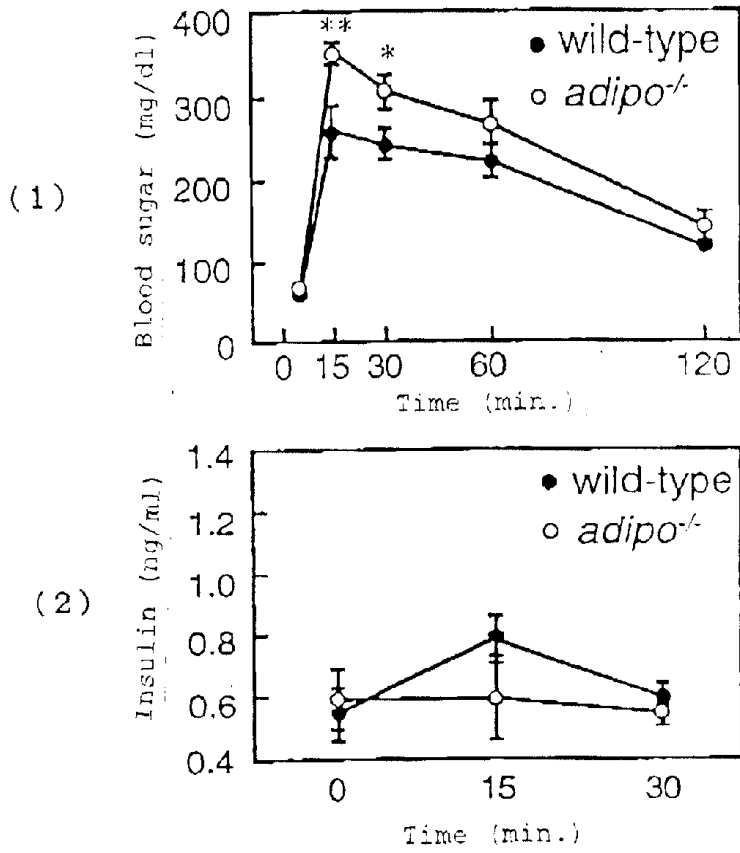 (1)
Blood sugar (mg/dl)
400
300
200
100
0
**
*
● wild-type
○ adipo-/-
0 15 30 60 120
Time (min.)
(2)
Insulin (ng/ml)
1.4
1.2
1.0
0.8
0.6
0.4
● wild-type
○ adipo-/-
0 15 30
Time (min.)